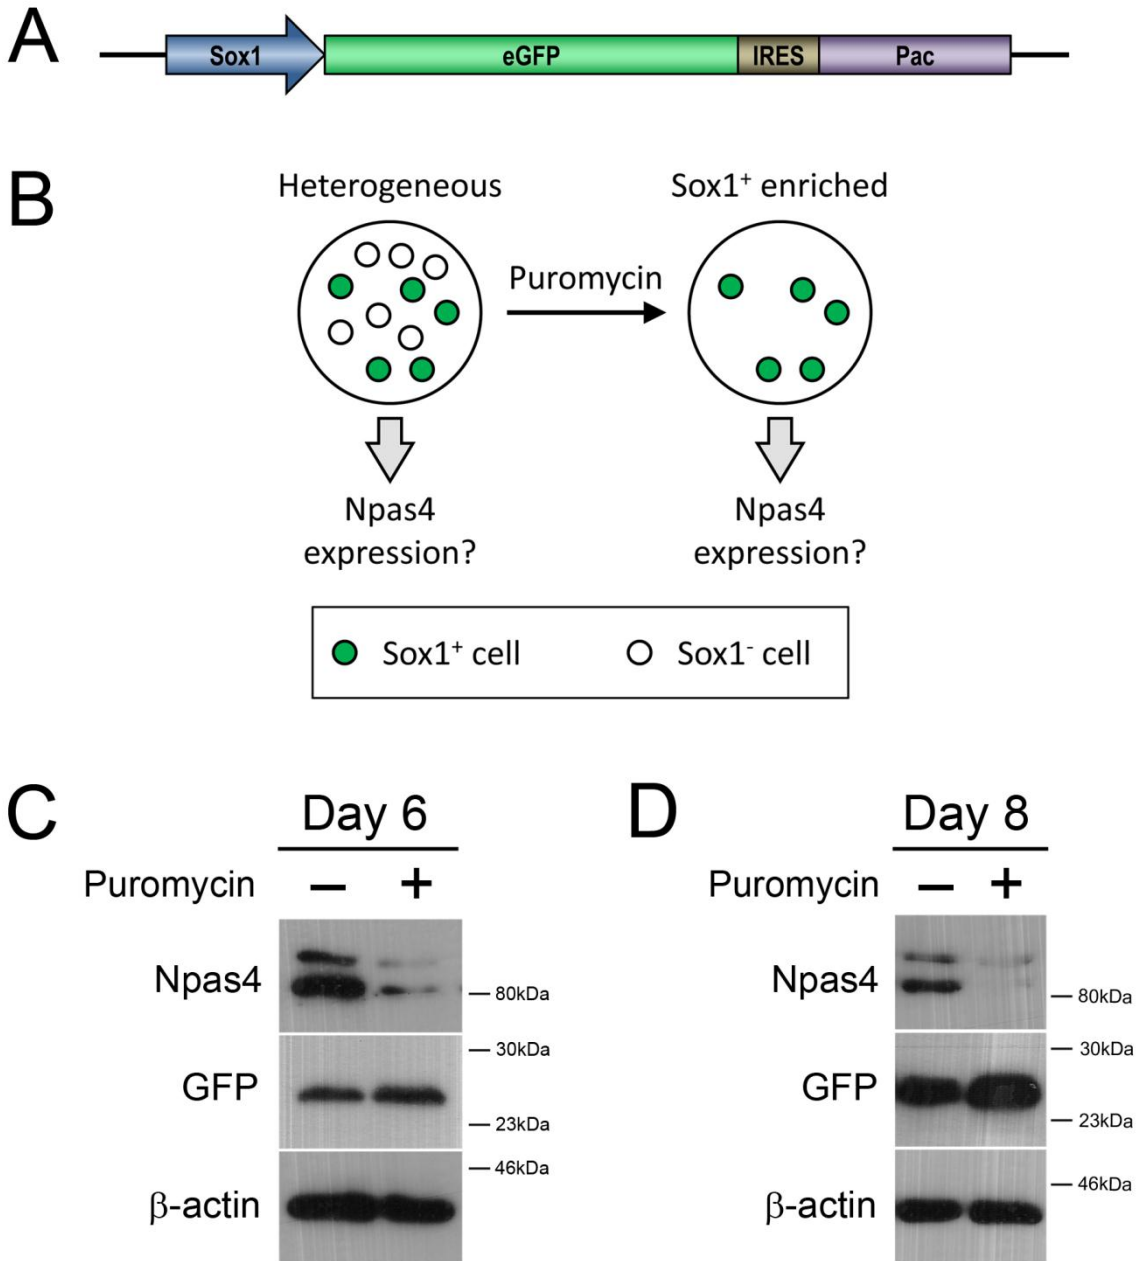 A
Sox1 eGFP IRES Pac
B
Heterogeneous Sox1⁺ enriched
Puromycin
Npas4 Npas4
expression? expression?
Sox1⁺ cell Sox1⁻ cell
C
Day 6
Puromycin − +
Npas4
80kDa
30kDa
GFP
23kDa
46kDa
β-actin
D
Day 8
Puromycin − +
Npas4
80kDa
30kDa
GFP
23kDa
46kDa
β-actin